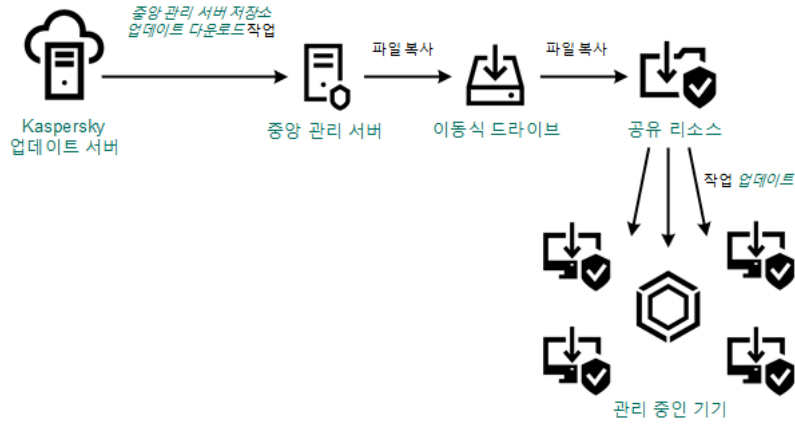 중앙 관리 서버 저장소
업데이트 다운로드 작업
파일 복사
파일 복사
Kaspersky
업데이트 서버
중앙 관리 서버
이동식 드라이브
공유 리소스
작업 업데이트
관리 중인 기기